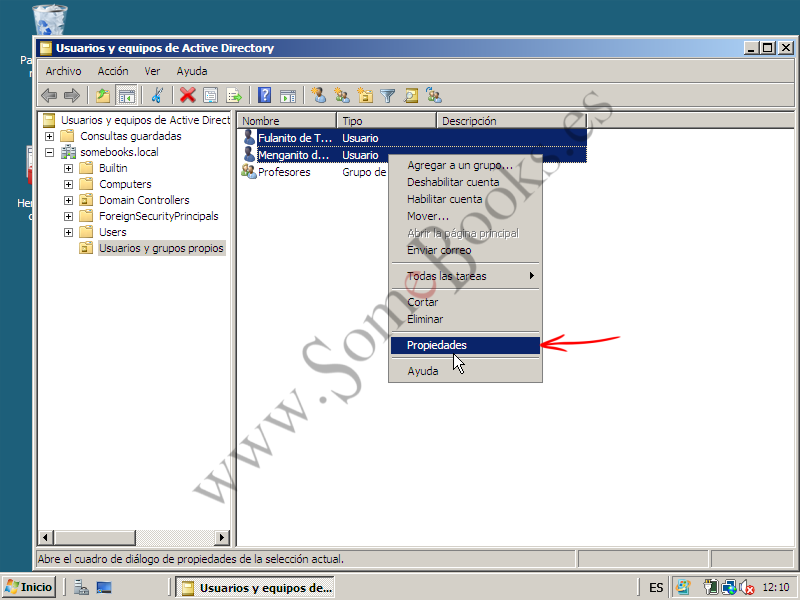 Pa
Usuarios y equipos de Active Directory
Archivo Acción Ver Ayuda
Usuarios y equipos de Active Direct
Consultas guardadas
somebooks.local
Builtin
Computers
Domain Controllers
ForeignSecurityPrincipals
Users
Usuarios y grupos propios
He
Nombre Tipo Descripción
Fulanito de T... Usuario
Menganito d... Usuario
Profesores Grupo de
Agregar a un grupo...
Deshabilitar cuenta
Habilitar cuenta
Mover...
Abrir la página principal
Enviar correo
Todas las tareas
Cortar
Eliminar
Propiedades
Ayuda
www.SomeBooks.es
Abre el cuadro de diálogo de propiedades de la selección actual.
Inicio
Usuarios y equipos de...
ES
12:10